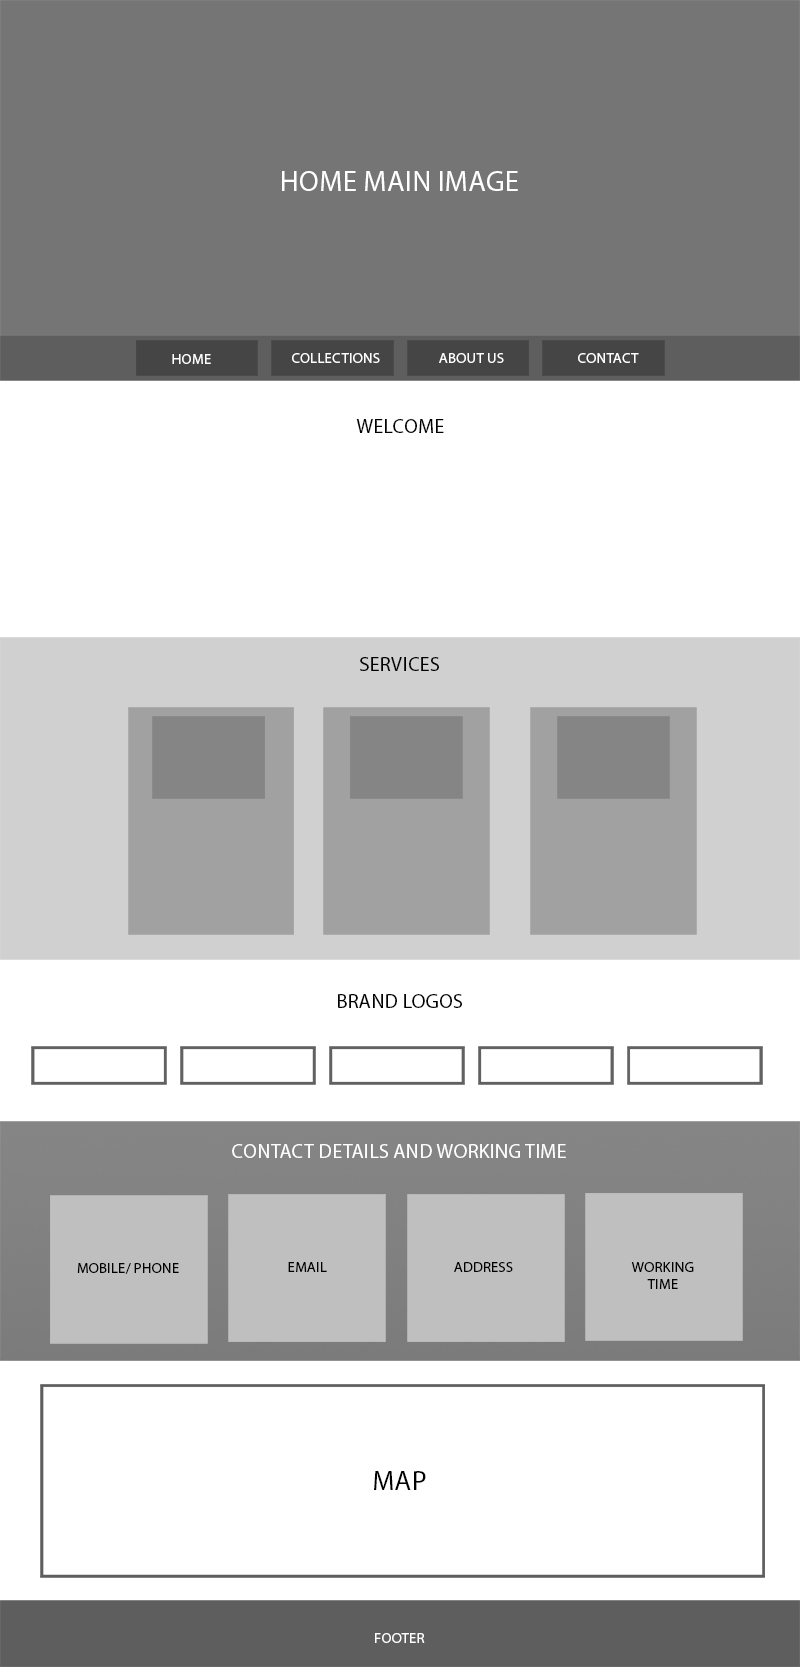 HOME MAIN IMAGE
HOME
COLLECTIONS
ABOUT US
CONTACT
WELCOME
SERVICES
BRAND LOGOS
CONTACT DETAILS AND WORKING TIME
MOBILE/ PHONE
EMAIL
ADDRESS
WORKING
TIME
MAP
FOOTER